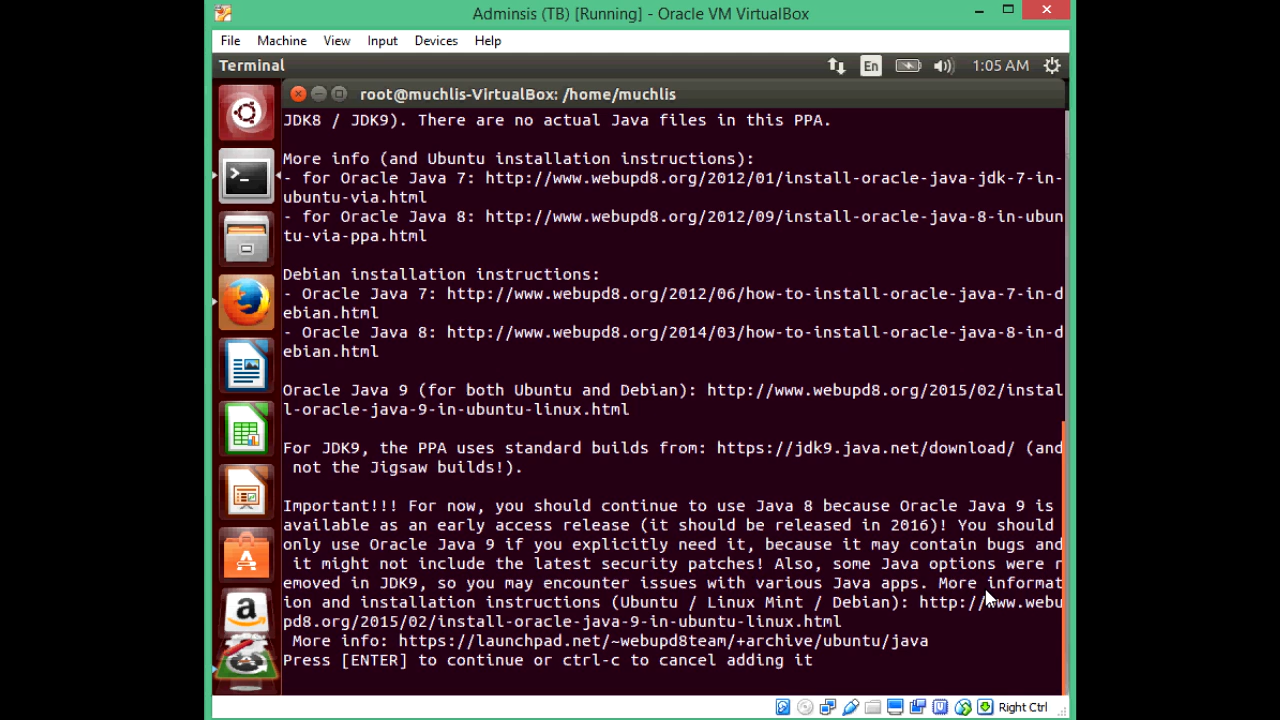 Adminsis (TB) [Running] - Oracle VM VirtualBox
File Machine View Input Devices Help
Terminal En 1:05 AM
root@muchlis-VirtualBox: /home/muchlis
JDK8 / JDK9). There are no actual Java files in this PPA.
More info (and Ubuntu installation instructions):
- for Oracle Java 7: http://www.webupd8.org/2012/01/install-oracle-java-jdk-7-in-
ubuntu-via.html
- for Oracle Java 8: http://www.webupd8.org/2012/09/install-oracle-java-8-in-ubun
tu-via-ppa.html
Debian installation instructions:
- Oracle Java 7: http://www.webupd8.org/2012/06/how-to-install-oracle-java-7-in-d
ebian.html
- Oracle Java 8: http://www.webupd8.org/2014/03/how-to-install-oracle-java-8-in-d
ebian.html
Oracle Java 9 (for both Ubuntu and Debian): http://www.webupd8.org/2015/02/instal
l-oracle-java-9-in-ubuntu-linux.html
For JDK9, the PPA uses standard builds from: https://jdk9.java.net/download/ (and
not the Jigsaw builds!).
Important!!! For now, you should continue to use Java 8 because Oracle Java 9 is
available as an early access release (it should be released in 2016)! You should
only use Oracle Java 9 if you explicitly need it, because it may contain bugs and
it might not include the latest security patches! Also, some Java options were r
emoved in JDK9, so you may encounter issues with various Java apps. More informat
ion and installation instructions (Ubuntu / Linux Mint / Debian): http://www.webu
pd8.org/2015/02/install-oracle-java-9-in-ubuntu-linux.html
More info: https://launchpad.net/~webupd8team/+archive/ubuntu/java
Press [ENTER] to continue or ctrl-c to cancel adding it
Right Ctrl